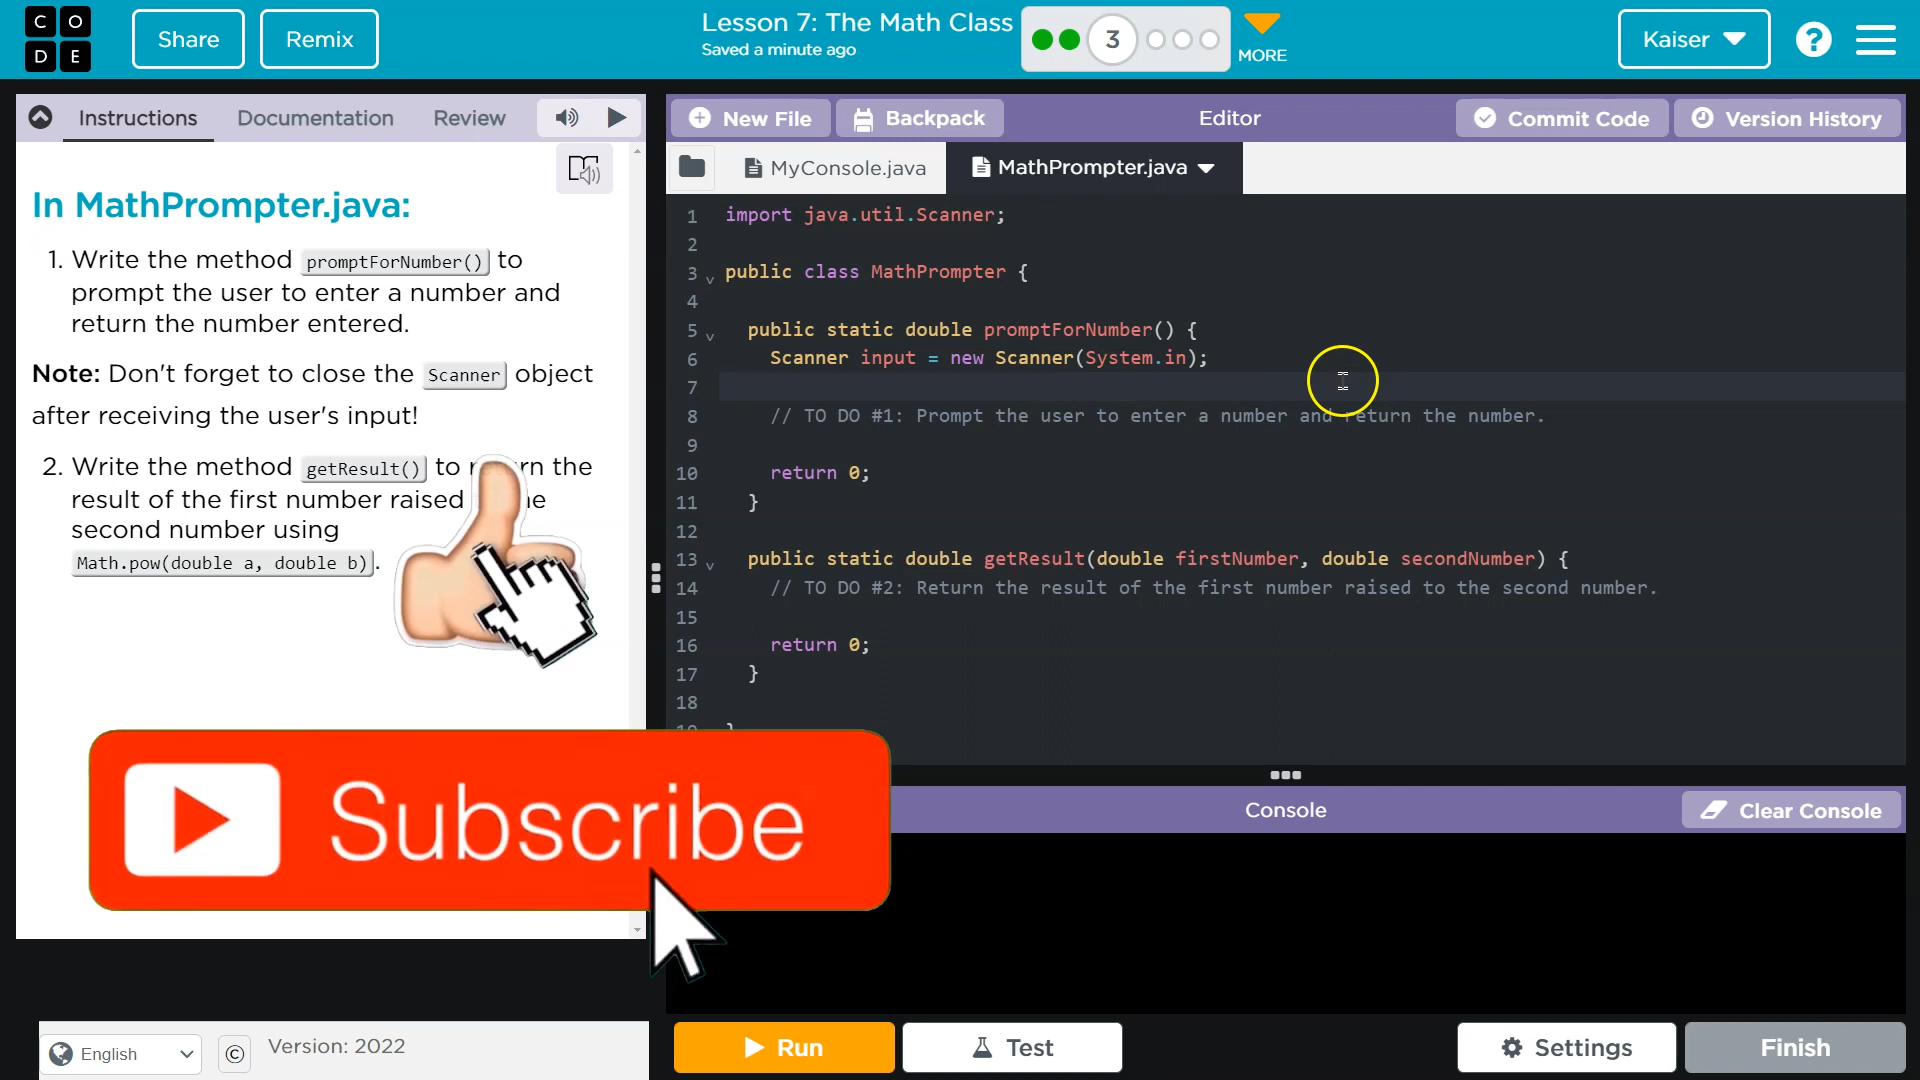 C O
D E
Share
Remix
Lesson 7: The Math Class
Saved a minute ago
3
MORE
Kaiser
?
Instructions
Documentation
Review
New File
Backpack
Editor
Commit Code
Version History
MyConsole.java
MathPrompter.java
In MathPrompter.java:
1. Write the method promptForNumber() to
prompt the user to enter a number and
return the number entered.
Note: Don't forget to close the Scanner object
after receiving the user's input!
2. Write the method getResult() to the
result of the first number raised
second number using
Math.pow(double a, double b).
1 import java.util.Scanner;
2
3 public class MathPrompter {
4
5 public static double promptForNumber() {
6 Scanner input = new Scanner(System.in);
7
8 // TO DO #1: Prompt the user to enter a number and return the number.
9
10 return 0;
11 }
12
13 public static double getResult(double firstNumber, double secondNumber) {
14 // TO DO #2: Return the result of the first number raised to the second number.
15
16 return 0;
17 }
18
Subscribe
Console
Clear Console
English
©
Version: 2022
Run
Test
Settings
Finish